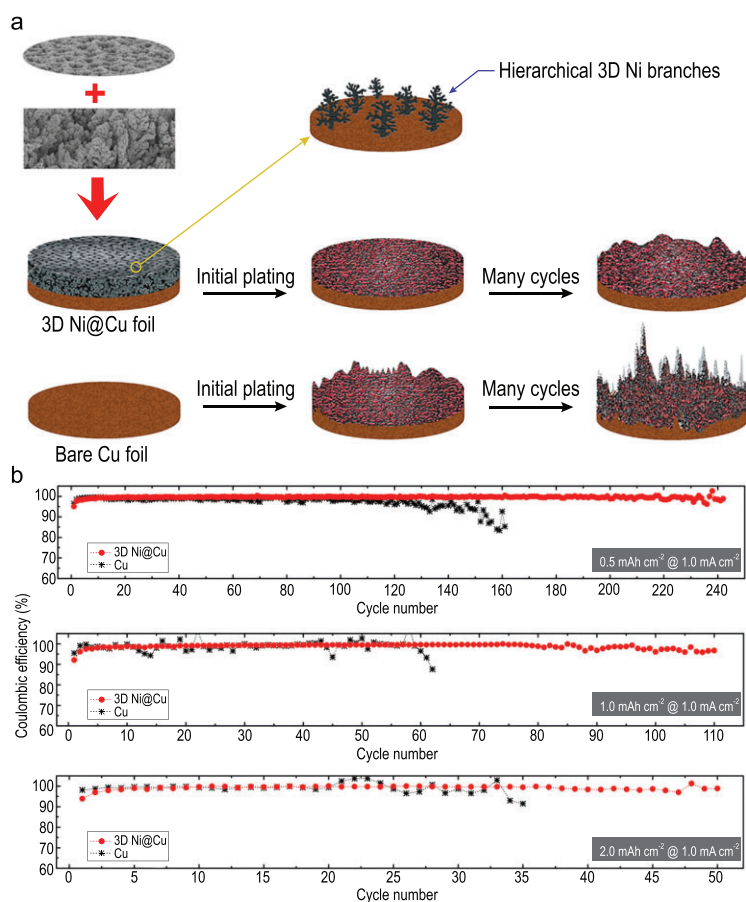 a
+
Hierarchical 3D Ni branches
Initial plating
Many cycles
3D Ni@Cu foil
Initial plating
Many cycles
Bare Cu foil
b
Coulombic efficiency (%)
100
90
80
70
60
3D Ni@Cu
Cu
0.5 mAh cm⁻² @ 1.0 mA cm⁻²
0 20 40 60 80 100 120 140 160 180 200 220 240
Cycle number
100
90
80
70
60
3D Ni@Cu
Cu
1.0 mAh cm⁻² @ 1.0 mA cm⁻²
0 10 20 30 40 50 60 70 80 90 100 110
Cycle number
100
90
80
70
60
3D Ni@Cu
Cu
2.0 mAh cm⁻² @ 1.0 mA cm⁻²
0 5 10 15 20 25 30 35 40 45 50
Cycle number